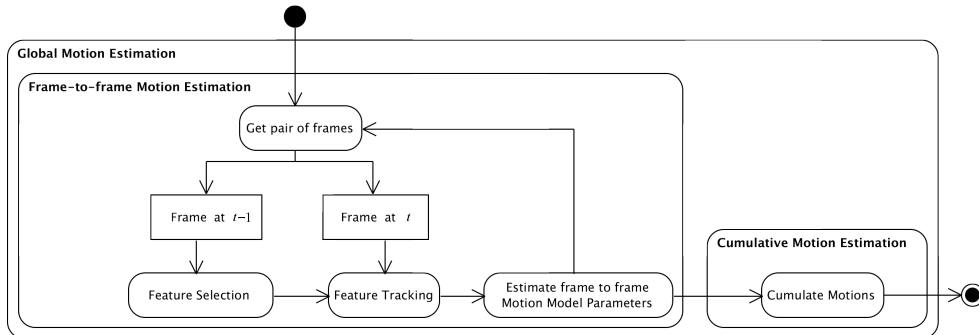 Global Motion Estimation
Frame-to-frame Motion Estimation
Get pair of frames
Frame at t−1
Frame at t
Cumulative Motion Estimation
Feature Selection
Feature Tracking
Estimate frame to frame
Motion Model Parameters
Cumulate Motions